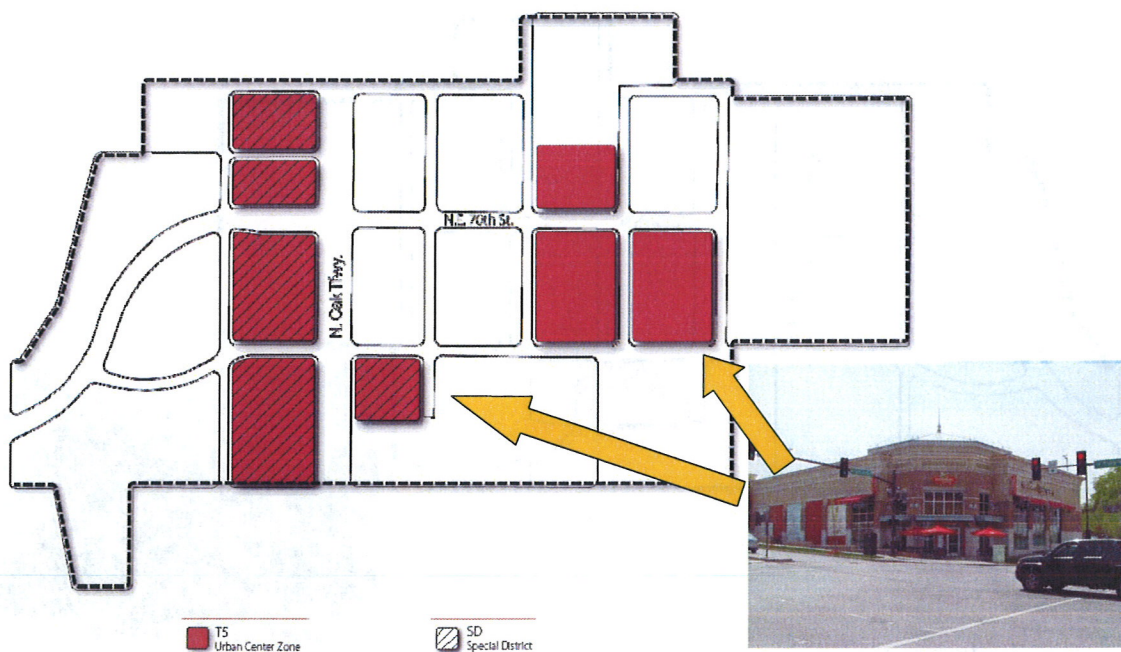 N.E. 70th St.
N. Oak Tfwy.
T5
Urban Center Zone
SD
Special District